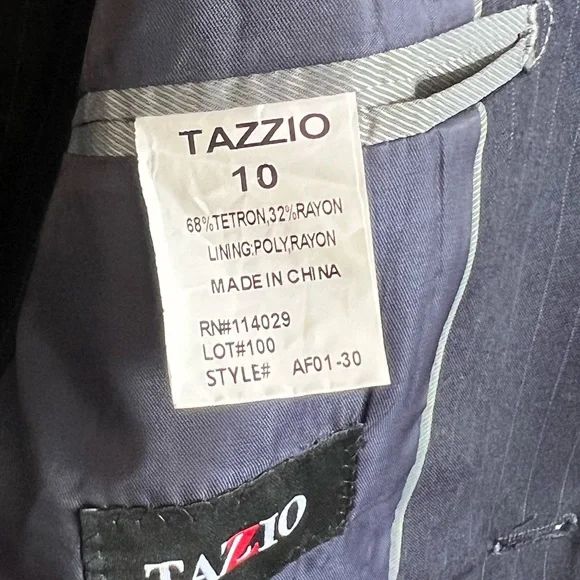 TAZZIO
10
68%TETRON,32%RAYON
LINING:POLY,RAYON
MADE IN CHINA
RN#114029
LOT#100
STYLE# AF01-30
TAZIO